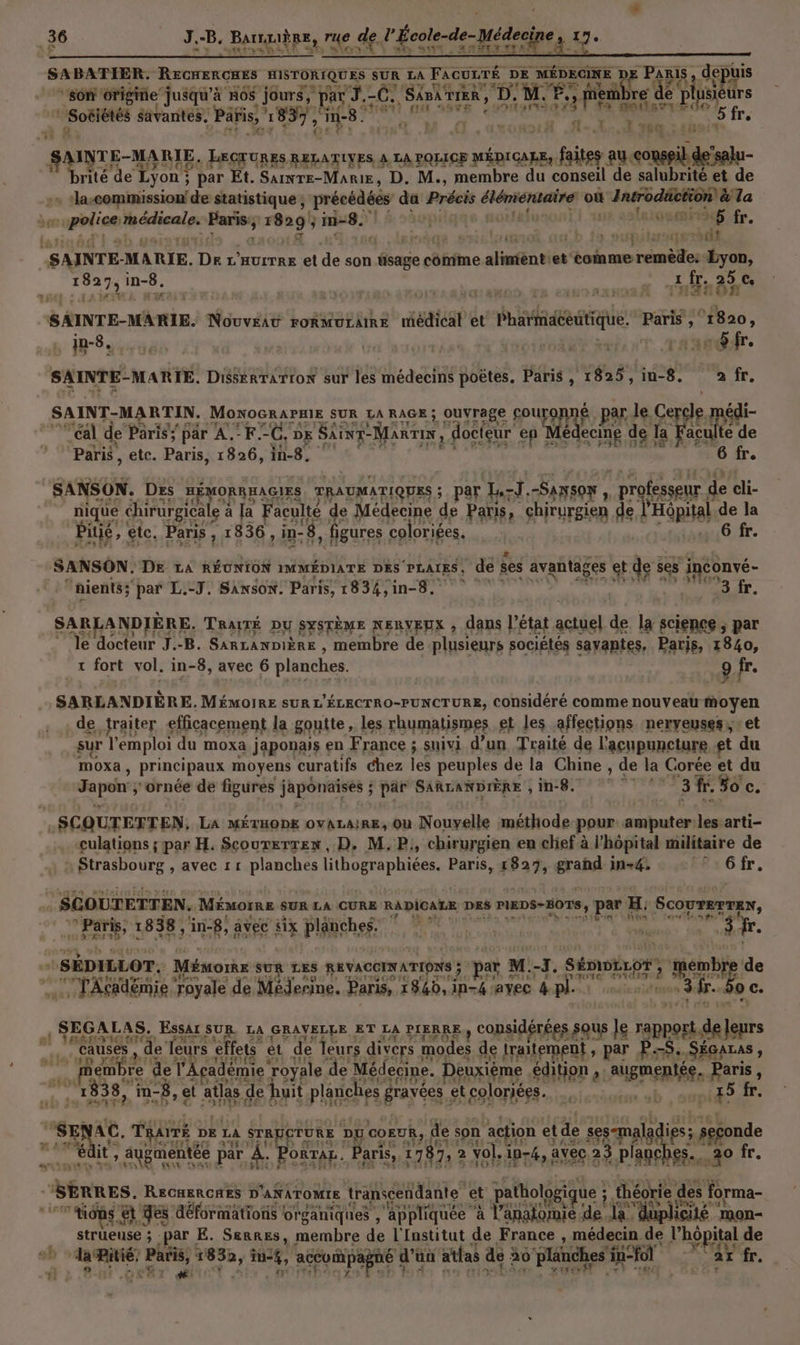 36 J.-B. BAILLIÈRE, rue de l'École-de-Médecine, 17.
SABATIER. RECHERCHES HISTORIQUES SUR LA FACULTÉ DE MÉDECINE DE PARIS, depuis
son origine jusqu'à nos jours, par J.-C. SABATIER, D. M. P., membre de plusieurs
Sociétés savantes. Paris, 1837, in-8. 5 fr.
SAINTE-MARIE. LECTURES RELATIVES A LA POLICE MÉDICALE, faites au conseil de salu-
brité de Lyon; par Et. SAINTE-MARIE, D. M., membre du conseil de salubrité et de
la commission de statistique, précédées du Précis élémentaire ou Introduction à la
police médicale. Paris, 1829, in-8. 5 fr.
SAINTE-MARIE. DE L'HUITRE et de son usage comme aliment et comme remède. Lyon,
1827, in-8. 1 fr. 25 c.
SAINTE-MARIE. NOUVEAU FORMULAIRE médical et Pharmaceutique. Paris, 1820,
in-8. 5 fr.
SAINTE-MARIE. DISSERTATION sur les médecins poëtes. Paris, 1825, in-8. 2 fr.
SAINT-MARTIN. MONOGRAPHIE SUR LA RAGE; ouvrage couronné par le Cercle médi-
cal de Paris; par A.-F.-C. DE SAINT-MARTIN, docteur en Médecine de la Faculté de
Paris, etc. Paris, 1826, in-8. 6 fr.
SANSON. DES HÉMORRHAGIES TRAUMATIQUES; par L.-J.-SANSON, professeur de cli-
nique chirurgicale à la Faculté de Médecine de Paris, chirurgien de l'Hôpital de la
Pitié, etc. Paris, 1836, in-8, figures coloriées. 6 fr.
SANSON. DE LA RÉUNION IMMÉDIATE DES PLAIES, de ses avantages et de ses inconvé-
nients; par L.-J. SANSON. Paris, 1834, in-8. 3 fr.
SARLANDIÈRE. TRAITÉ DU SYSTÈME NERVEUX, dans l'état actuel de la science, par
le docteur J.-B. SARLANDIÈRE, membre de plusieurs sociétés savantes. Paris, 1840,
1 fort vol. in-8, avec 6 planches. 9 fr.
SARLANDIÈRE. MÉMOIRE SUR L'ÉLECTRO-PUNCTURE, considéré comme nouveau moyen
de traiter efficacement la goutte, les rhumatismes et les affections nerveuses, et
sur l'emploi du moxa japonais en France; suivi d'un Traité de l'acupuncture et du
moxa, principaux moyens curatifs chez les peuples de la Chine, de la Corée et du
Japon, ornée de figures japonaises; par SARLANDIÈRE, in-8. 3 fr. 50 c.
SCOUTETTEN. LA MÉTHODE OVALAIRE, ou Nouvelle méthode pour amputer les arti-
culations; par H. SCOUTETTEN, D. M. P., chirurgien en chef à l'hôpital militaire de
Strasbourg, avec 11 planches lithographiées. Paris, 1827, grand in-4. 6 fr.
SCOUTETTEN. MÉMOIRE SUR LA CURE RADICALE DES PIEDS-BOTS, par H. SCOUTETTEN,
Paris, 1838, in-8, avec six planches. 3 fr.
SÉDILLOT. MÉMOIRE SUR LES REVACCINATIONS; par M.-J. SÉDILLOT, membre de
l'Académie royale de Médecine. Paris, 1840, in-4 avec 4 pl. 3 fr. 50 c.
SEGALAS. ESSAI SUR LA GRAVELLE ET LA PIERRE, considérées sous le rapport de leurs
causes, de leurs effets et de leurs divers modes de traitement, par P.-S. SÉGALAS,
membre de l'Académie royale de Médecine. Deuxième édition, augmentée. Paris,
1838, in-8, et atlas de huit planches gravées et coloriées. 15 fr.
SENAC. TRAITÉ DE LA STRUCTURE DU COEUR, de son action et de ses maladies; seconde
édit, augmentée par A. PORTAL. Paris, 1787, 2 vol. in-4, avec 23 planches. 20 fr.
SERRES. RECHERCHES D'ANATOMIE transcendante et pathologique; théorie des forma-
tions et des déformations organiques, appliquée à l'anatomie de la duplicité mon-
strueuse; par E. SERRES, membre de l'Institut de France, médecin de l'hôpital de
la Pitié. Paris, 1832, in-4, accompagné d'un atlas de 20 planches in-fol 21 fr.